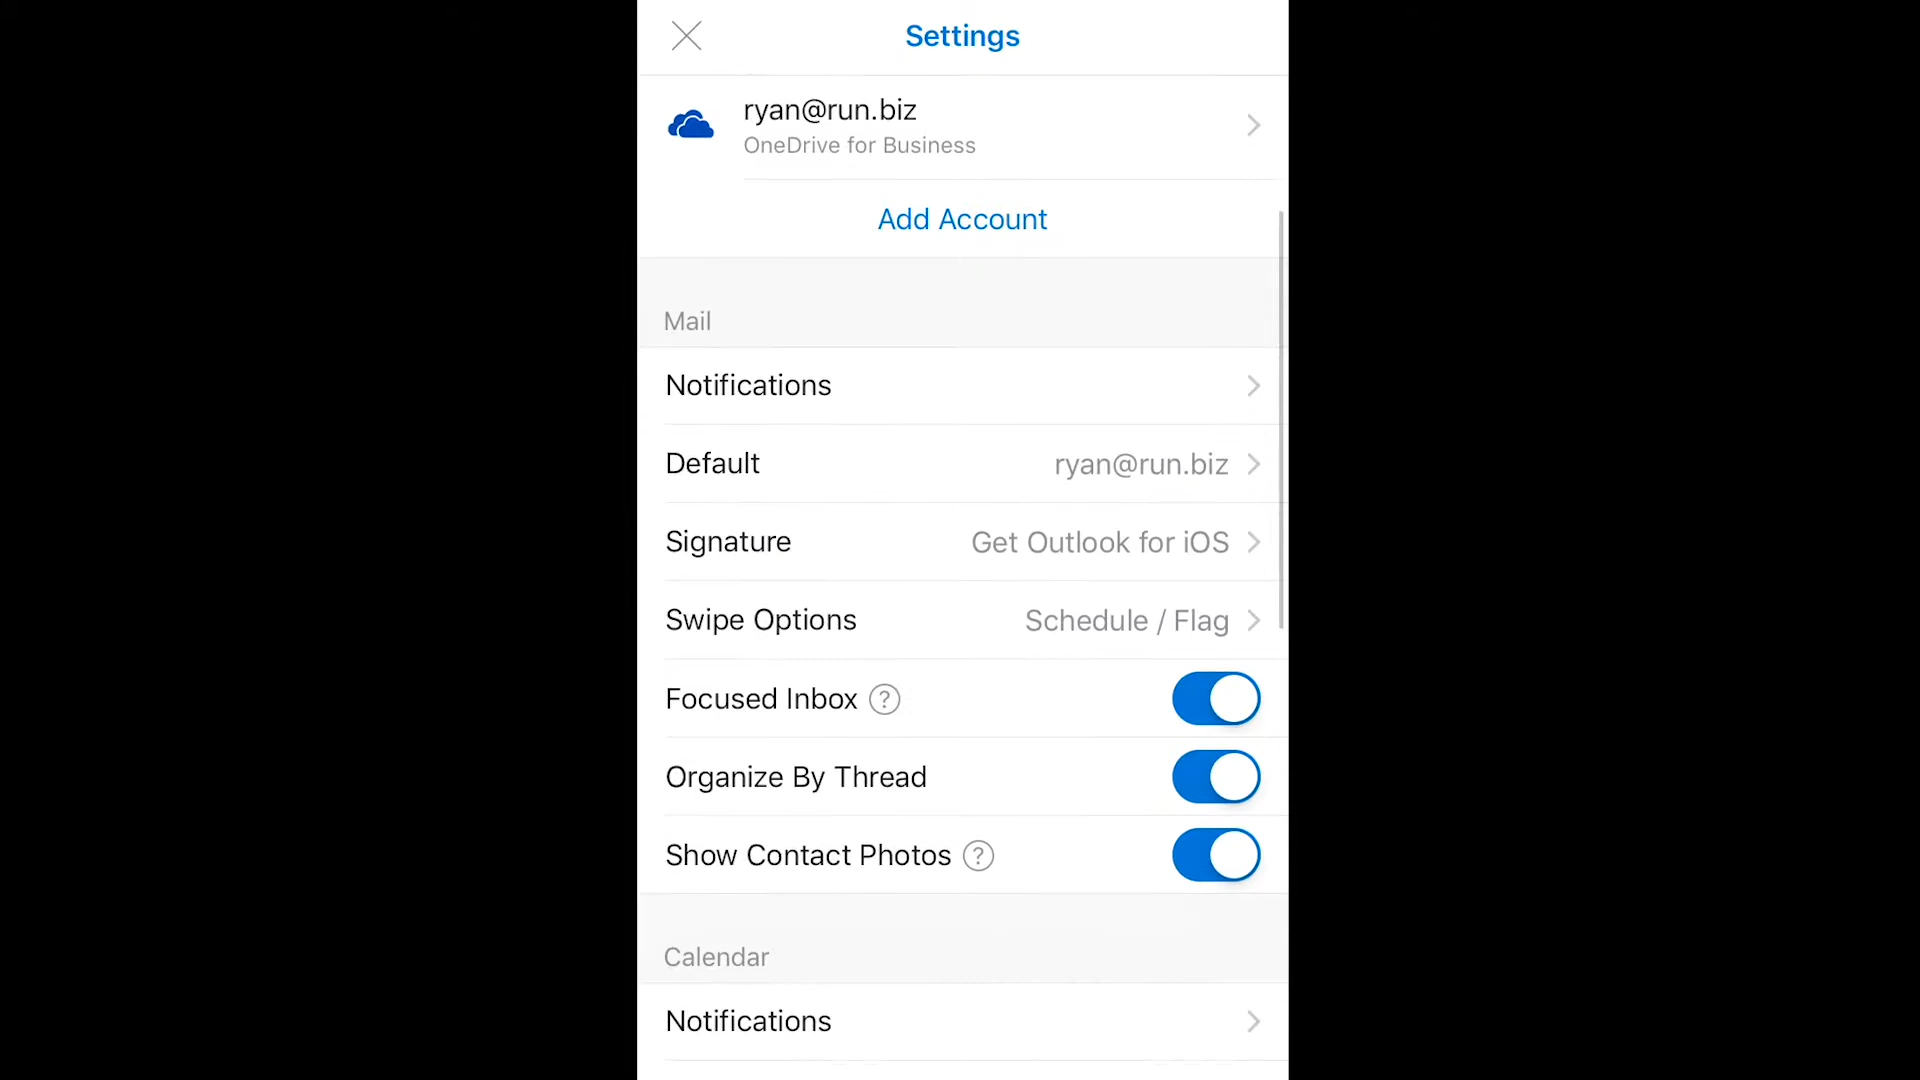 Settings
ryan@run.biz
OneDrive for Business
Add Account
Mail
Notifications
Default ryan@run.biz
Signature Get Outlook for iOS
Swipe Options Schedule / Flag
Focused Inbox ?
Organize By Thread
Show Contact Photos ?
Calendar
Notifications